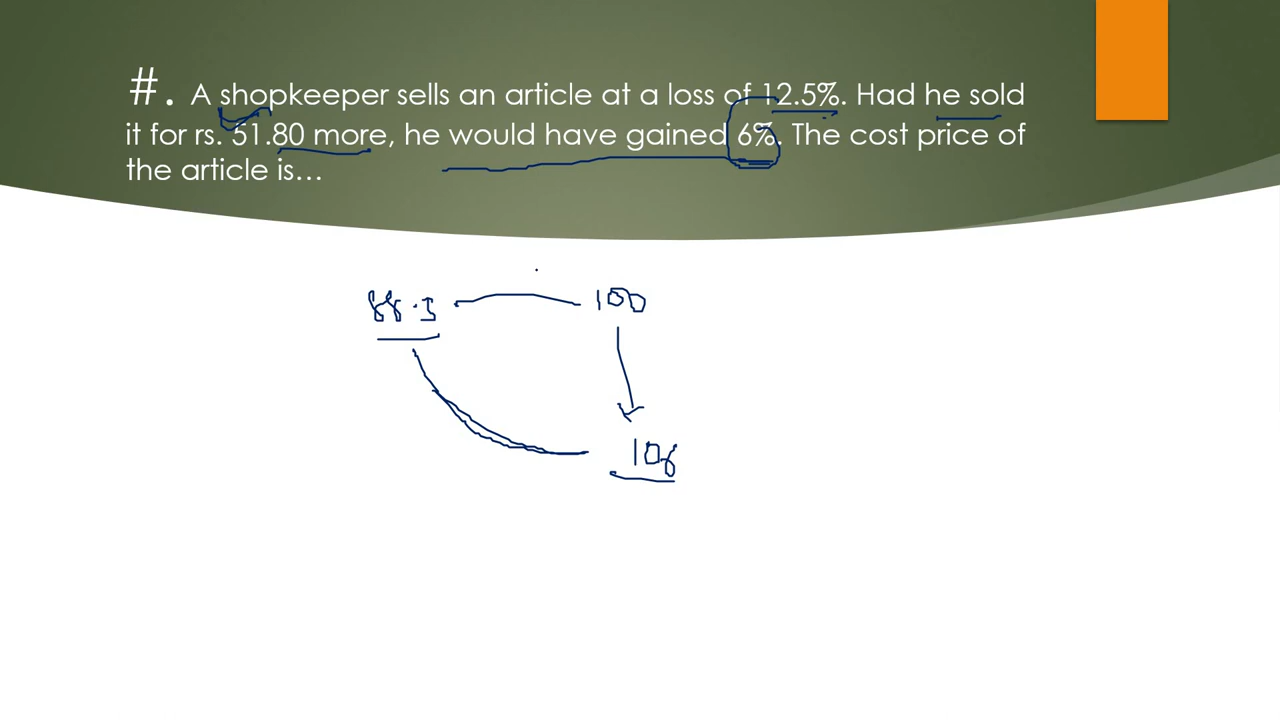 #. A shopkeeper sells an article at a loss of 12.5%. Had he sold
it for rs. 51.80 more, he would have gained 6%. The cost price of
the article is…
88.5 100
106